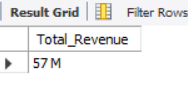 Result Grid Filter Rows
Total_Revenue
57 M